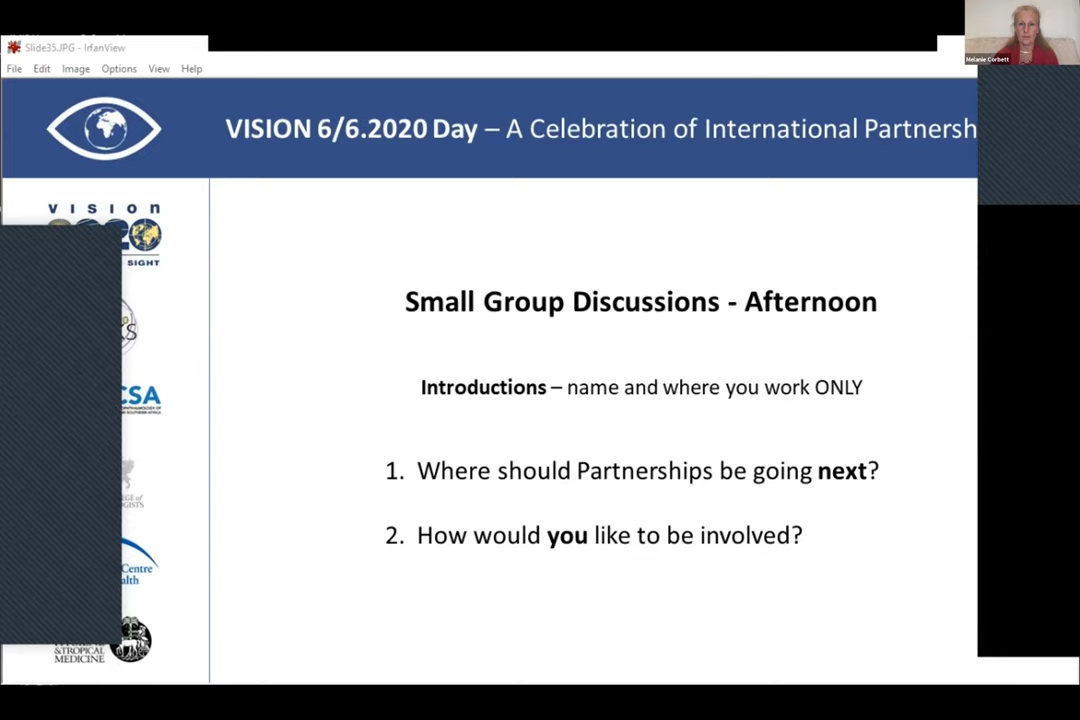 Slide35.JPG - IrfanView
File Edit Image Options View Help
Melanie Corbett
VISION 6/6.2020 Day – A Celebration of International Partnersh
vision
SIGHT
CSA
Centre
&TROPICAL
MEDICINE
Small Group Discussions - Afternoon
Introductions – name and where you work ONLY
1. Where should Partnerships be going next?
2. How would you like to be involved?